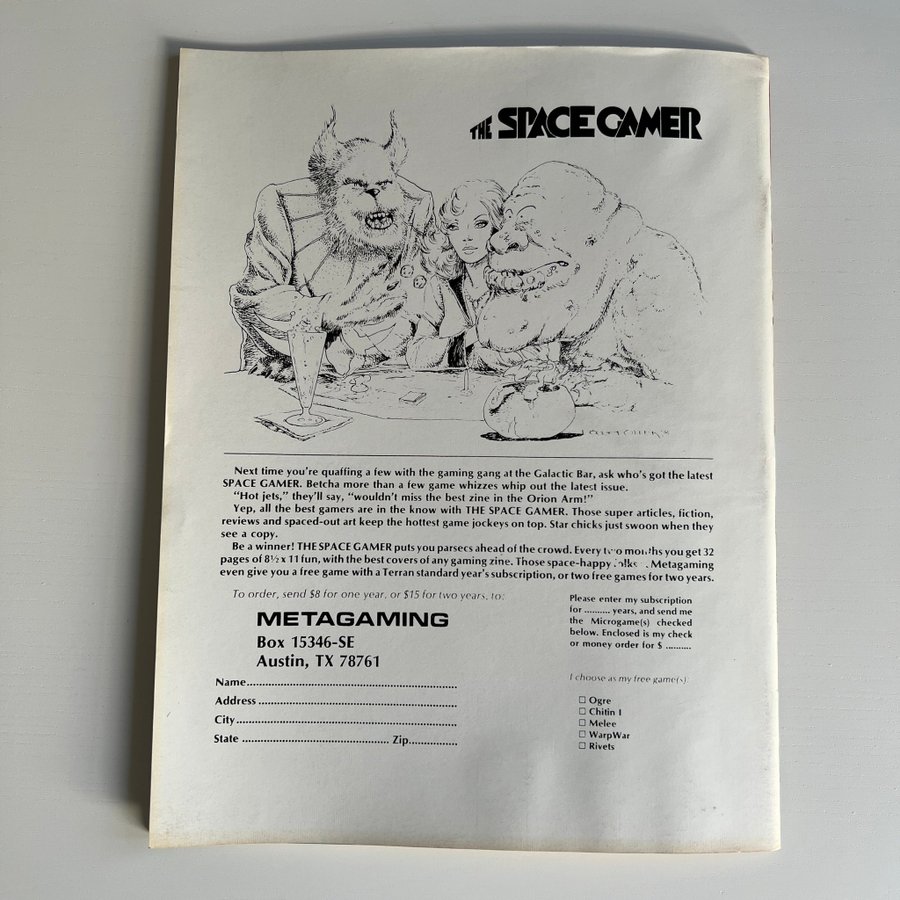 THE SPACE GAMER
Next time you're quaffing a few with the gaming gang at the Galactic Bar, ask who's got the latest
SPACE GAMER. Betcha more than a few game whizzes whip out the latest issue.
"Hot jets," they'll say, "wouldn't miss the best zine in the Orion Arm!"
Yep, all the best gamers are in the know with THE SPACE GAMER. Those super articles, fiction,
reviews and spaced-out art keep the hottest game jockeys on top. Star chicks just swoon when they
see a copy.
Be a winner! THE SPACE GAMER puts you parsecs ahead of the crowd. Every two months you get 32
pages of 8½ x 11 fun, with the best covers of any gaming zine. Those space-happy folks Metagaming
even give you a free game with a Terran standard year's subscription, or two free games for two years.
To order, send $8 for one year, or $15 for two years, to:
METAGAMING
Box 15346-SE
Austin, TX 78761
Name
Address
City
State Zip
Please enter my subscription
for .......... years, and send me
the Microgame(s) checked
below. Enclosed is my check
or money order for $ ..........
I choose as my free game(s):
☐ Ogre
☐ Chitin I
☐ Melee
☐ WarpWar
☐ Rivets